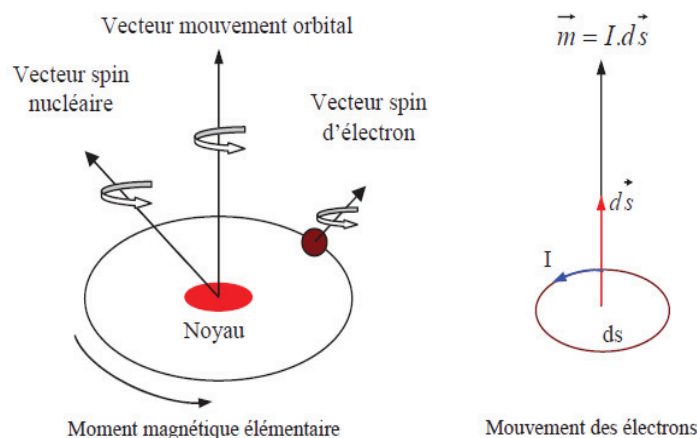 Vecteur mouvement orbital
Vecteur spin
nucléaire
Vecteur spin
d'électron
Noyau
Moment magnétique élémentaire
m = I.ds
ds
I
ds
Mouvement des électrons